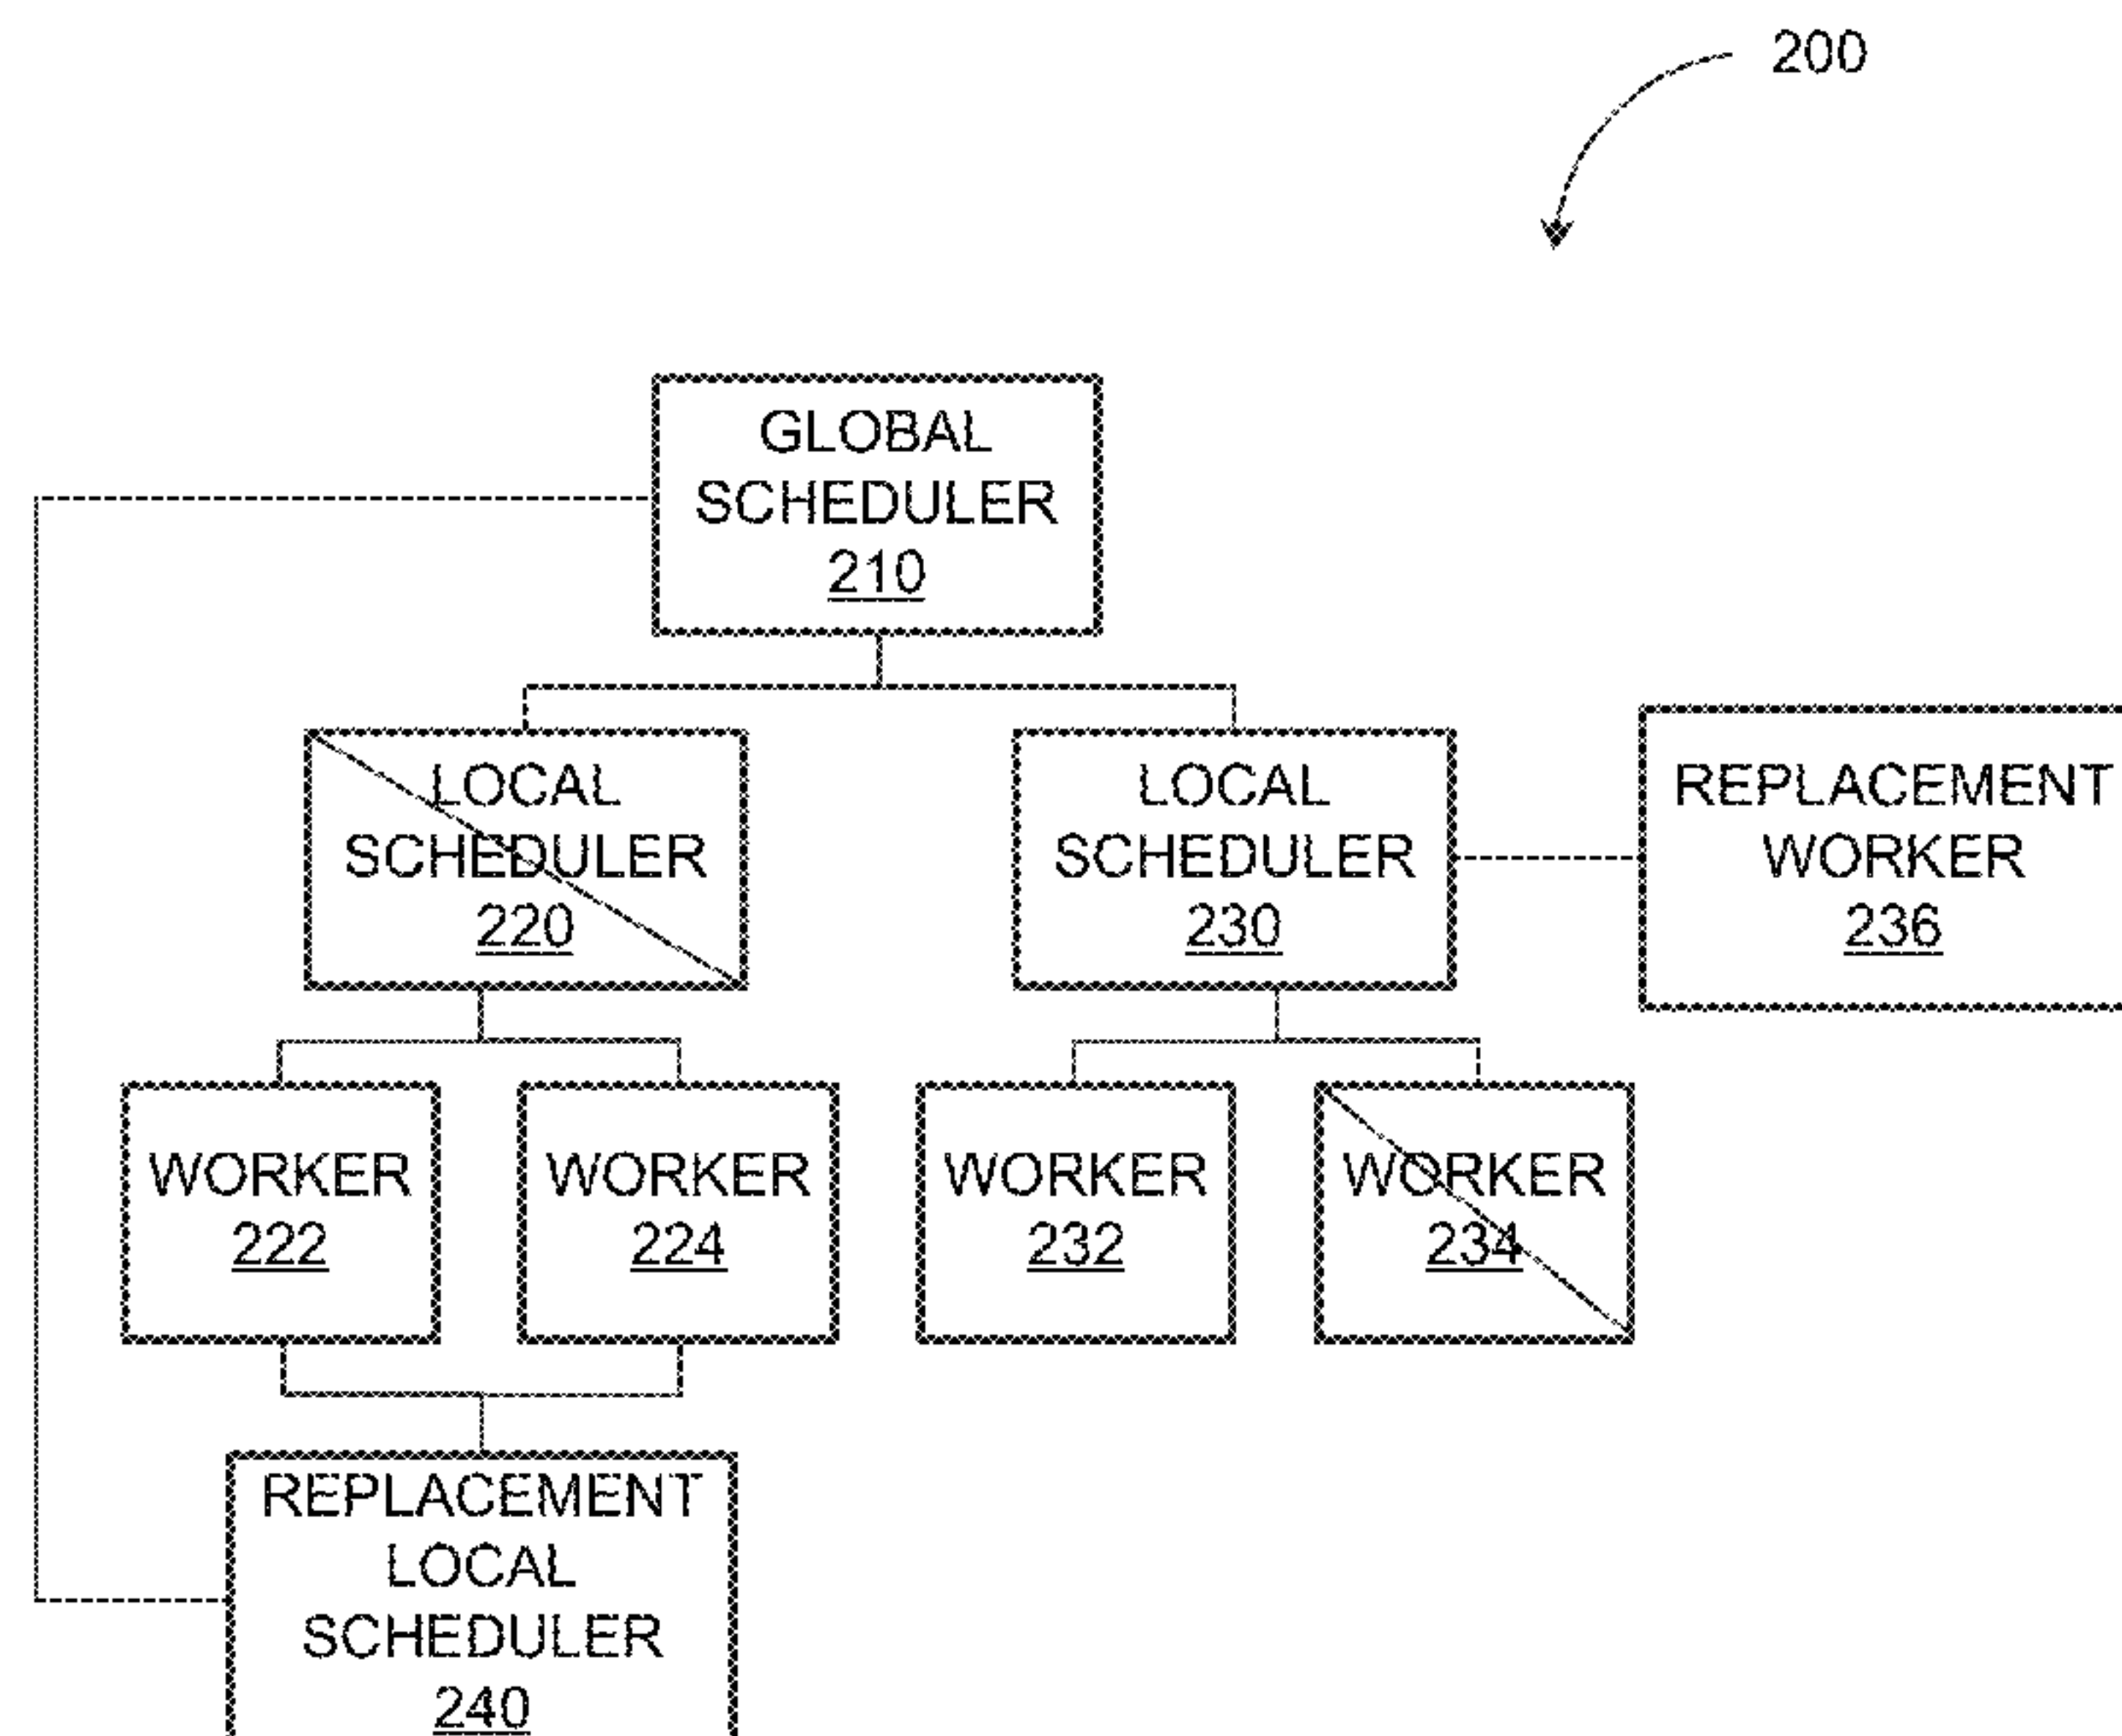 200
GLOBAL
SCHEDULER
210
LOCAL
SCHEDULER
220
LOCAL
SCHEDULER
230
REPLACEMENT
WORKER
236
WORKER
222
WORKER
224
WORKER
232
WORKER
234
REPLACEMENT
LOCAL
SCHEDULER
240